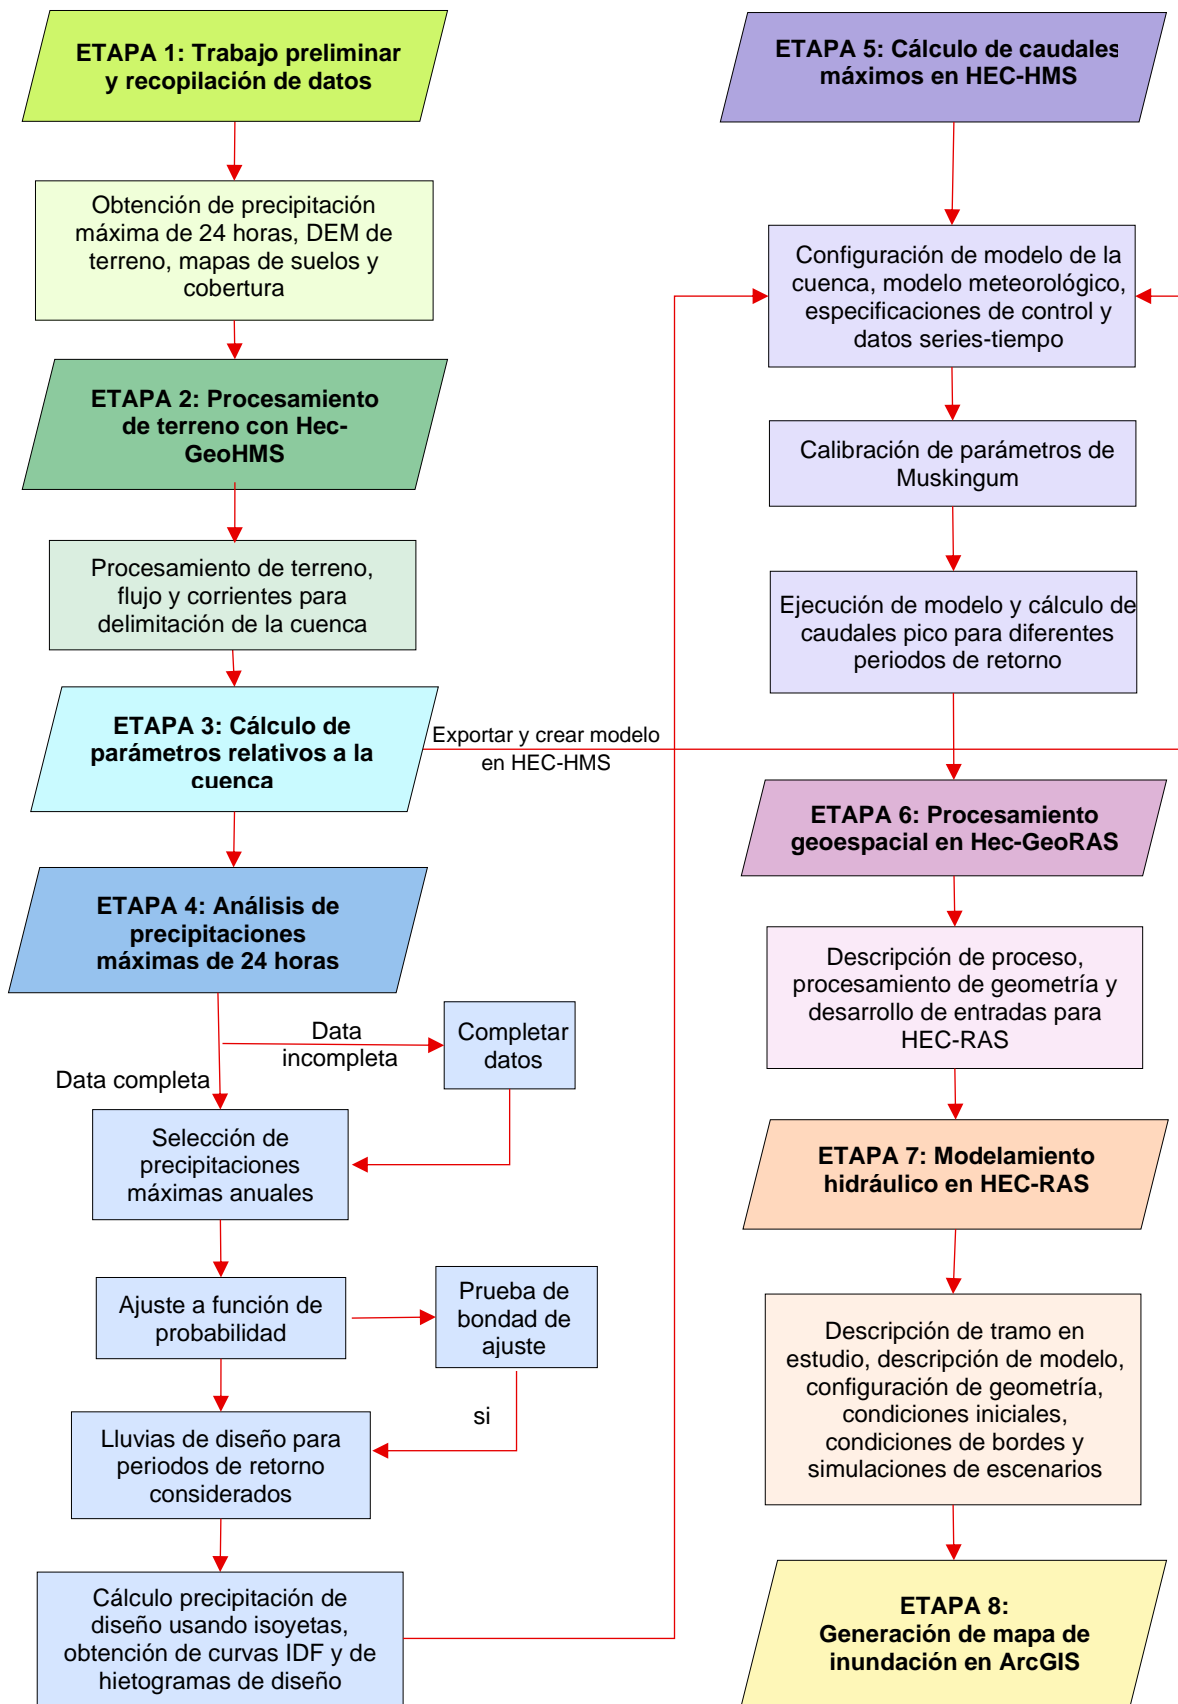 ETAPA 1: Trabajo preliminar
y recopilación de datos
Obtención de precipitación
máxima de 24 horas, DEM de
terreno, mapas de suelos y
cobertura
ETAPA 2: Procesamiento
de terreno con Hec-
GeoHMS
Procesamiento de terreno,
flujo y corrientes para
delimitación de la cuenca
ETAPA 3: Cálculo de
parámetros relativos a la
cuenca
Exportar y crear modelo
en HEC-HMS
ETAPA 4: Análisis de
precipitaciones
máximas de 24 horas
Data
incompleta
Completar
datos
Data completa
Selección de
precipitaciones
máximas anuales
Ajuste a función de
probabilidad
Prueba de
bondad de
ajuste
si
Lluvias de diseño para
periodos de retorno
considerados
Cálculo precipitación de
diseño usando isoyetas,
obtención de curvas IDF y de
hietogramas de diseño
ETAPA 5: Cálculo de caudales
máximos en HEC-HMS
Configuración de modelo de la
cuenca, modelo meteorológico,
especificaciones de control y
datos series-tiempo
Calibración de parámetros de
Muskingum
Ejecución de modelo y cálculo de
caudales pico para diferentes
periodos de retorno
ETAPA 6: Procesamiento
geoespacial en Hec-GeoRAS
Descripción de proceso,
procesamiento de geometría y
desarrollo de entradas para
HEC-RAS
ETAPA 7: Modelamiento
hidráulico en HEC-RAS
Descripción de tramo en
estudio, descripción de modelo,
configuración de geometría,
condiciones iniciales,
condiciones de bordes y
simulaciones de escenarios
ETAPA 8:
Generación de mapa de
inundación en ArcGIS